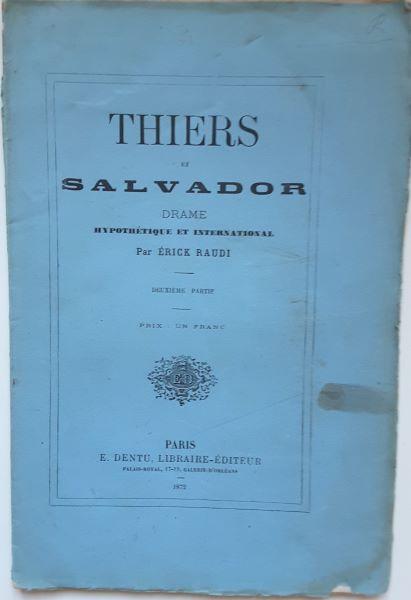 THIERS
ET
SALVADOR
DRAME
HYPOTHÉTIQUE ET INTERNATIONAL
Par ÉRICK RAUDI
DEUXIÈME PARTIE
PRIX : UN FRANC
PARIS
E. DENTU, LIBRAIRE-ÉDITEUR
PALAIS-ROYAL, 17-19, GALERIE-D'ORLÉANS
1872